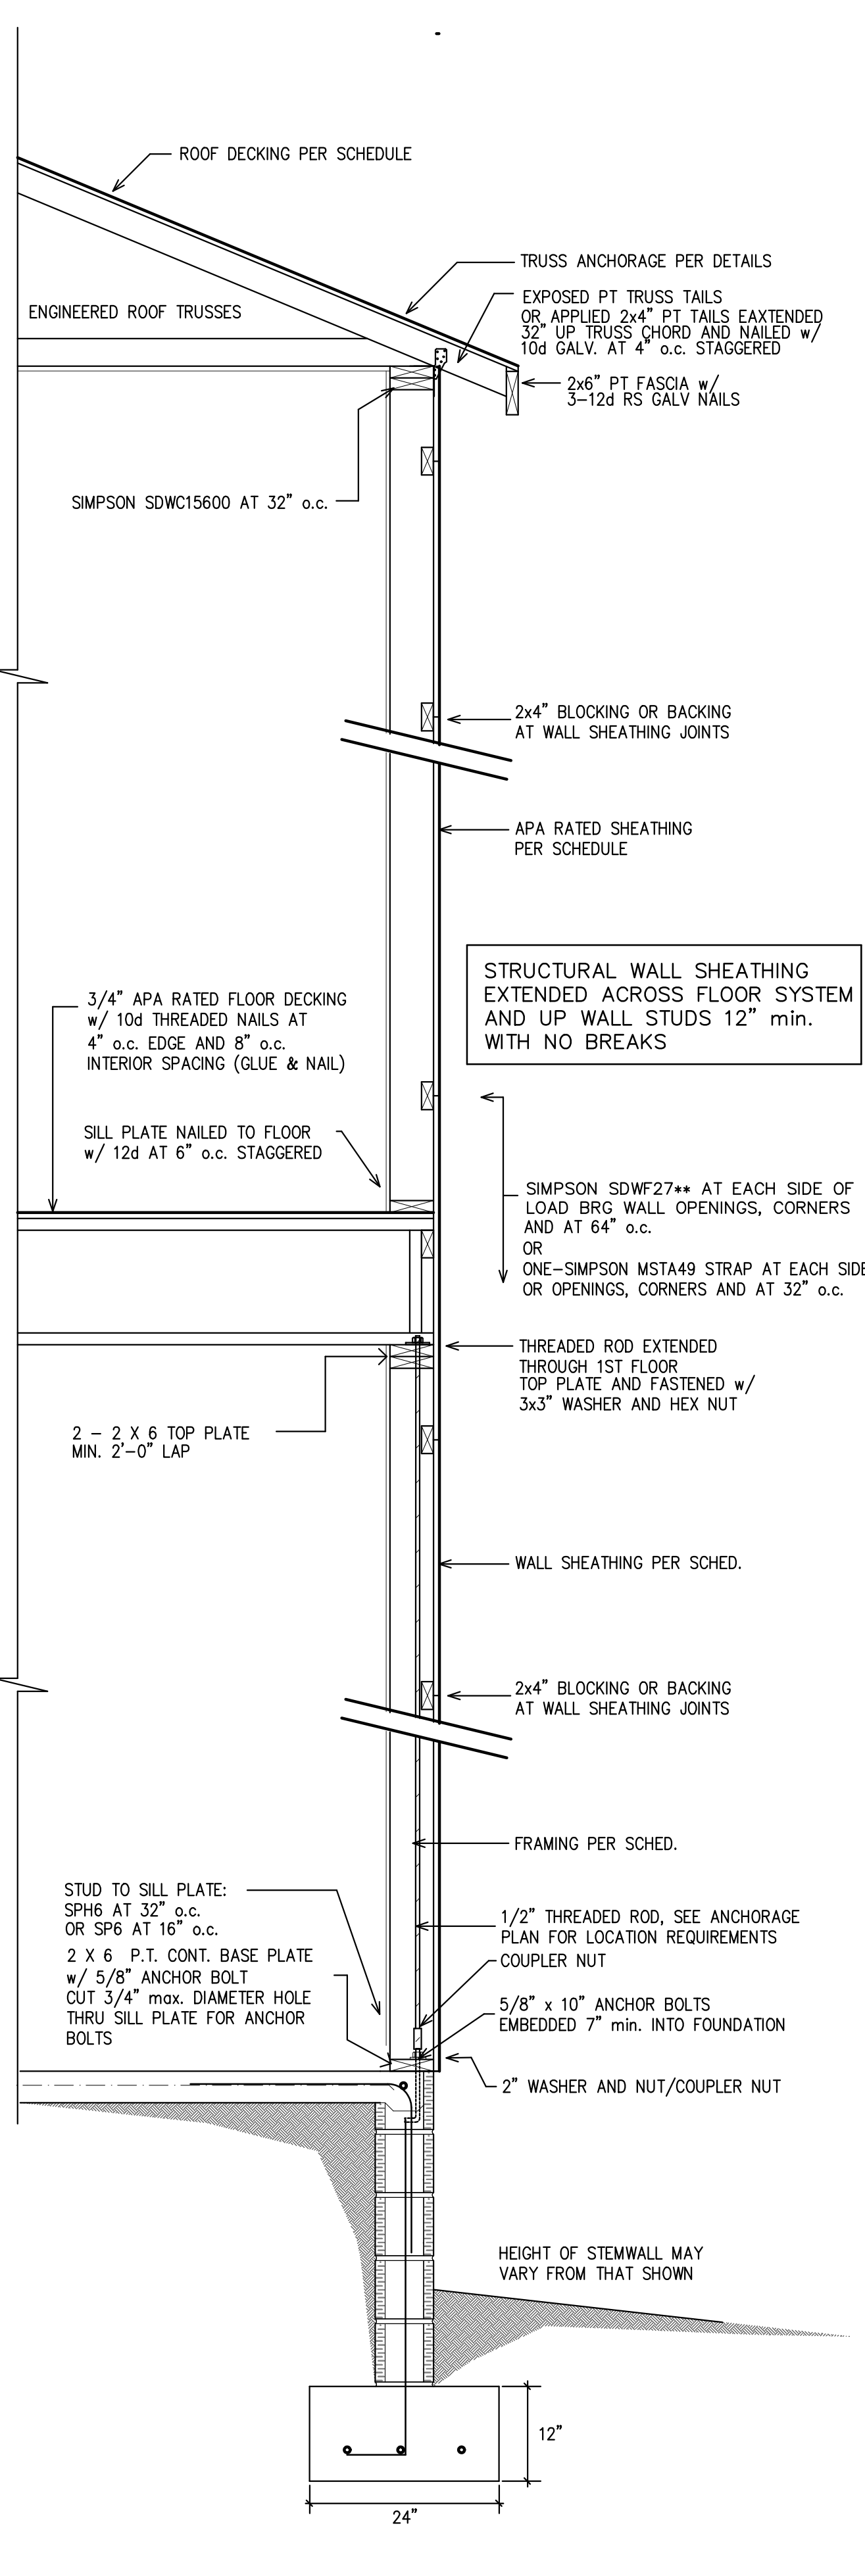 ROOF DECKING PER SCHEDULE
TRUSS ANCHORAGE PER DETAILS
EXPOSED PT TRUSS TAILS
OR APPLIED 2x4" PT TAILS EAXTENDED
32" UP TRUSS CHORD AND NAILED w/
10d GALV. AT 4" o.c. STAGGERED
ENGINEERED ROOF TRUSSES
2x6" PT FASCIA w/
3-12d RS GALV NAILS
SIMPSON SDWC15600 AT 32" o.c.
2x4" BLOCKING OR BACKING
AT WALL SHEATHING JOINTS
APA RATED SHEATHING
PER SCHEDULE
STRUCTURAL WALL SHEATHING
EXTENDED ACROSS FLOOR SYSTEM
AND UP WALL STUDS 12" min.
WITH NO BREAKS
3/4" APA RATED FLOOR DECKING
w/ 10d THREADED NAILS AT
4" o.c. EDGE AND 8" o.c.
INTERIOR SPACING (GLUE & NAIL)
SILL PLATE NAILED TO FLOOR
w/ 12d AT 6" o.c. STAGGERED
SIMPSON SDWF27** AT EACH SIDE OF
LOAD BRG WALL OPENINGS, CORNERS
AND AT 64" o.c.
OR
ONE-SIMPSON MSTA49 STRAP AT EACH SIDE
OR OPENINGS, CORNERS AND AT 32" o.c.
THREADED ROD EXTENDED
THROUGH 1ST FLOOR
TOP PLATE AND FASTENED w/
3x3" WASHER AND HEX NUT
2 - 2 X 6 TOP PLATE
MIN. 2'-0" LAP
WALL SHEATHING PER SCHED.
2x4" BLOCKING OR BACKING
AT WALL SHEATHING JOINTS
FRAMING PER SCHED.
STUD TO SILL PLATE:
SPH6 AT 32" o.c.
OR SP6 AT 16" o.c.
2 X 6 P.T. CONT. BASE PLATE
w/ 5/8" ANCHOR BOLT
CUT 3/4" max. DIAMETER HOLE
THRU SILL PLATE FOR ANCHOR
BOLTS
1/2" THREADED ROD, SEE ANCHORAGE
PLAN FOR LOCATION REQUIREMENTS
COUPLER NUT
5/8" x 10" ANCHOR BOLTS
EMBEDDED 7" min. INTO FOUNDATION
2" WASHER AND NUT/COUPLER NUT
HEIGHT OF STEMWALL MAY
VARY FROM THAT SHOWN
12"
24"